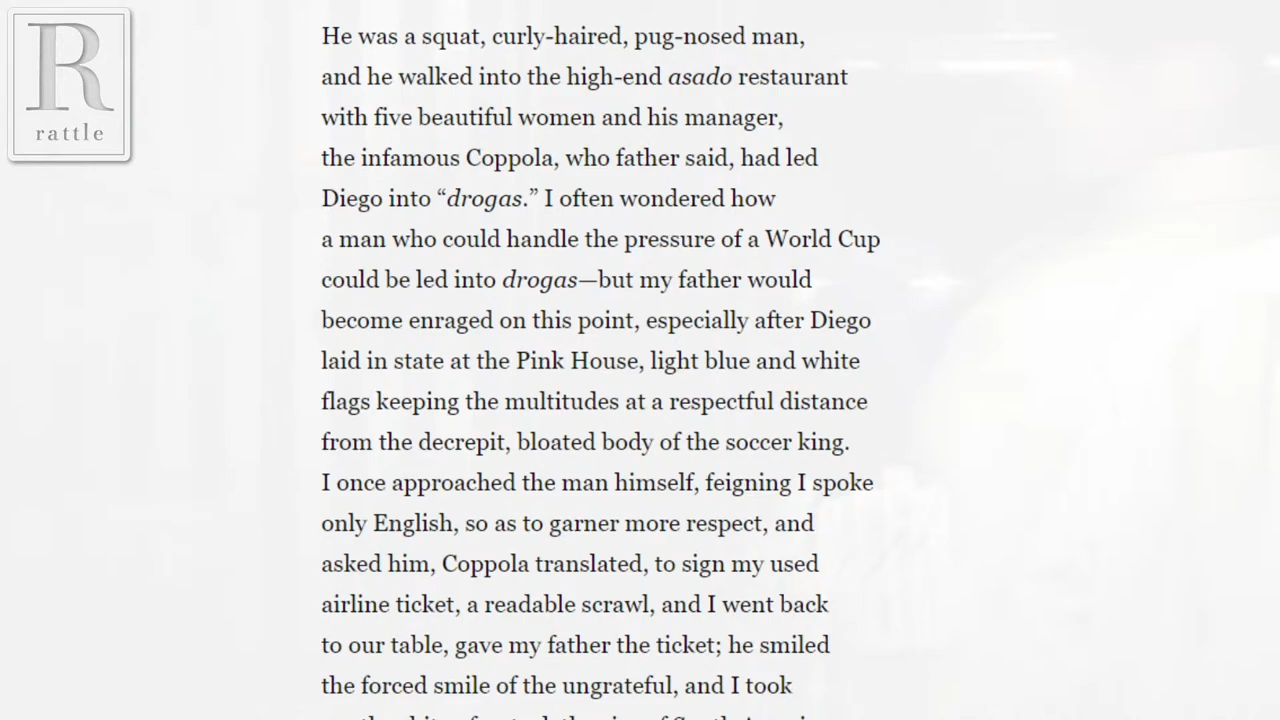 R
rattle
He was a squat, curly-haired, pug-nosed man,
and he walked into the high-end asado restaurant
with five beautiful women and his manager,
the infamous Coppola, who father said, had led
Diego into “drogas.” I often wondered how
a man who could handle the pressure of a World Cup
could be led into drogas—but my father would
become enraged on this point, especially after Diego
laid in state at the Pink House, light blue and white
flags keeping the multitudes at a respectful distance
from the decrepit, bloated body of the soccer king.
I once approached the man himself, feigning I spoke
only English, so as to garner more respect, and
asked him, Coppola translated, to sign my used
airline ticket, a readable scrawl, and I went back
to our table, gave my father the ticket; he smiled
the forced smile of the ungrateful, and I took